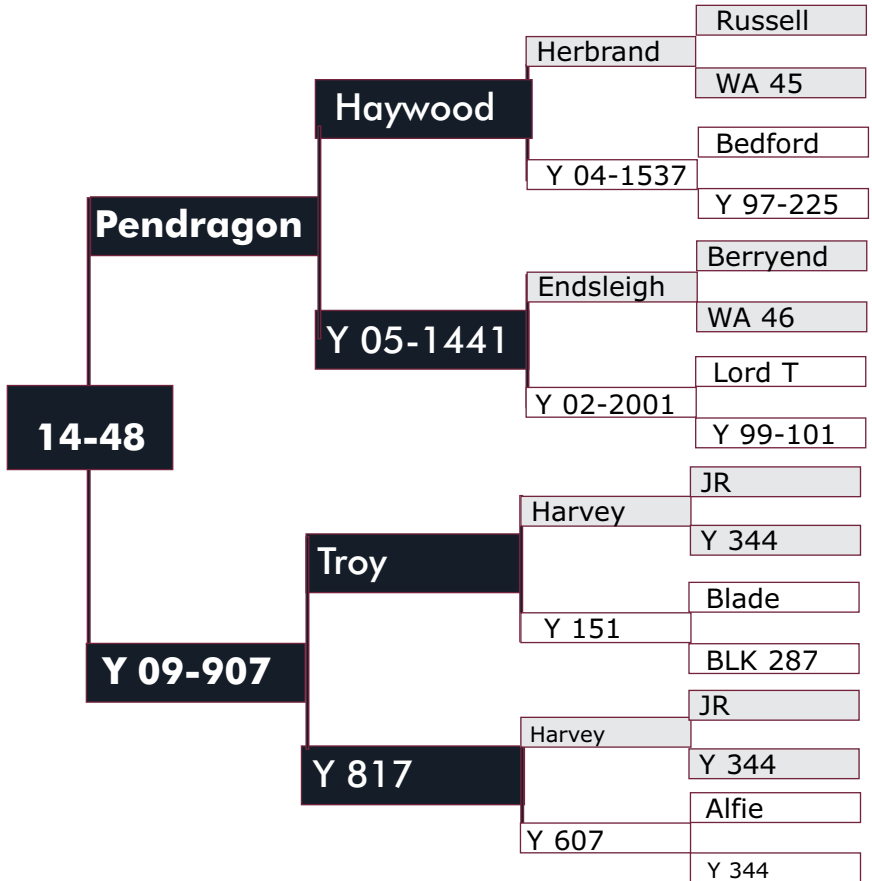 Russell
Herbrand
WA 45
Haywood
Bedford
Y 04-1537
Y 97-225
Pendragon
Berryend
Endsleigh
WA 46
Y 05-1441
Lord T
Y 02-2001
Y 99-101
14-48
JR
Harvey
Y 344
Troy
Blade
Y 151
BLK 287
Y 09-907
JR
Harvey
Y 344
Y 817
Alfie
Y 607
Y 344